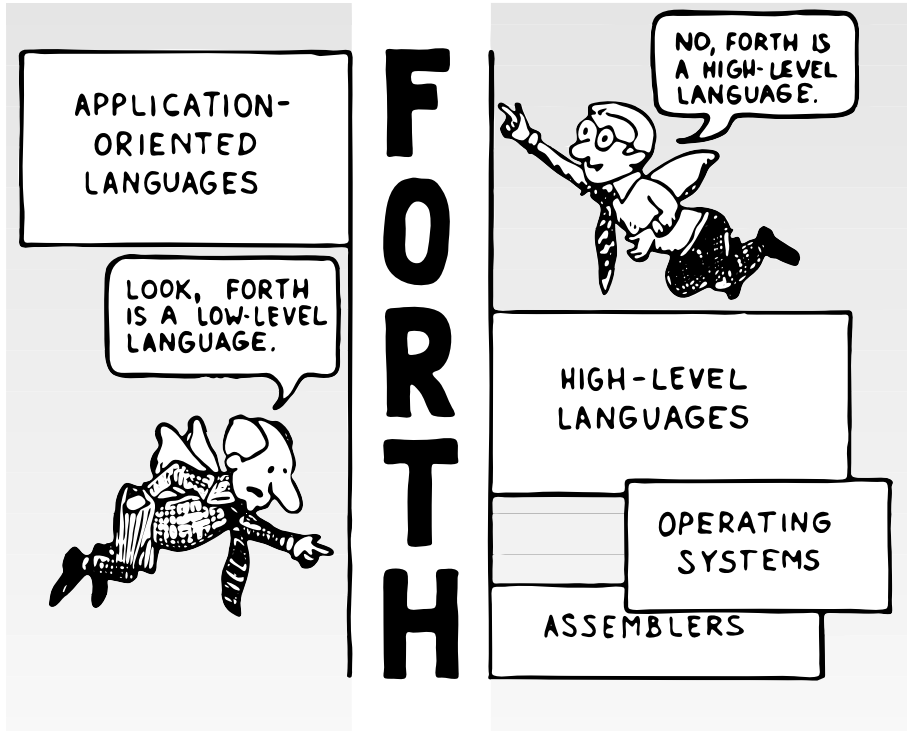 APPLICATION-
ORIENTED
LANGUAGES
LOOK, FORTH
IS A LOW-LEVEL
LANGUAGE.
FORTH
NO, FORTH IS
A HIGH-LEVEL
LANGUAGE.
HIGH-LEVEL
LANGUAGES
OPERATING
SYSTEMS
ASSEMBLERS